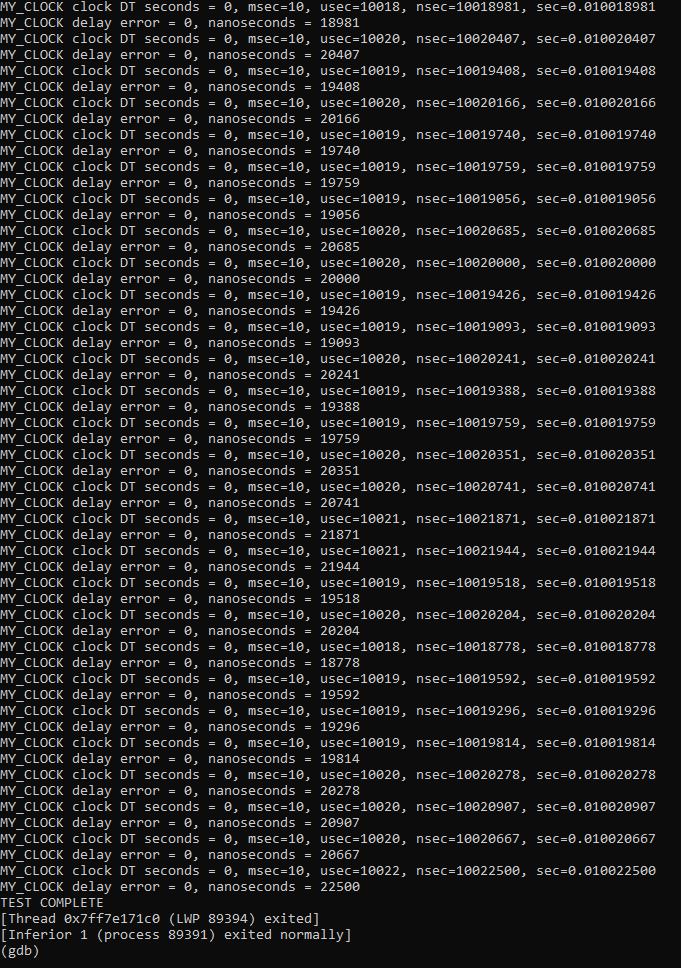 MY_CLOCK clock DT seconds = 0, msec=10, usec=10018, nsec=10018981, sec=0.010018981
MY_CLOCK delay error = 0, nanoseconds = 18981
MY_CLOCK clock DT seconds = 0, msec=10, usec=10020, nsec=10020407, sec=0.010020407
MY_CLOCK delay error = 0, nanoseconds = 20407
MY_CLOCK clock DT seconds = 0, msec=10, usec=10019, nsec=10019408, sec=0.010019408
MY_CLOCK delay error = 0, nanoseconds = 19408
MY_CLOCK clock DT seconds = 0, msec=10, usec=10020, nsec=10020166, sec=0.010020166
MY_CLOCK delay error = 0, nanoseconds = 20166
MY_CLOCK clock DT seconds = 0, msec=10, usec=10019, nsec=10019740, sec=0.010019740
MY_CLOCK delay error = 0, nanoseconds = 19740
MY_CLOCK clock DT seconds = 0, msec=10, usec=10019, nsec=10019759, sec=0.010019759
MY_CLOCK delay error = 0, nanoseconds = 19759
MY_CLOCK clock DT seconds = 0, msec=10, usec=10019, nsec=10019056, sec=0.010019056
MY_CLOCK delay error = 0, nanoseconds = 19056
MY_CLOCK clock DT seconds = 0, msec=10, usec=10020, nsec=10020685, sec=0.010020685
MY_CLOCK delay error = 0, nanoseconds = 20685
MY_CLOCK clock DT seconds = 0, msec=10, usec=10020, nsec=10020000, sec=0.010020000
MY_CLOCK delay error = 0, nanoseconds = 20000
MY_CLOCK clock DT seconds = 0, msec=10, usec=10019, nsec=10019426, sec=0.010019426
MY_CLOCK delay error = 0, nanoseconds = 19426
MY_CLOCK clock DT seconds = 0, msec=10, usec=10019, nsec=10019093, sec=0.010019093
MY_CLOCK delay error = 0, nanoseconds = 19093
MY_CLOCK clock DT seconds = 0, msec=10, usec=10020, nsec=10020241, sec=0.010020241
MY_CLOCK delay error = 0, nanoseconds = 20241
MY_CLOCK clock DT seconds = 0, msec=10, usec=10019, nsec=10019388, sec=0.010019388
MY_CLOCK delay error = 0, nanoseconds = 19388
MY_CLOCK clock DT seconds = 0, msec=10, usec=10019, nsec=10019759, sec=0.010019759
MY_CLOCK delay error = 0, nanoseconds = 19759
MY_CLOCK clock DT seconds = 0, msec=10, usec=10020, nsec=10020351, sec=0.010020351
MY_CLOCK delay error = 0, nanoseconds = 20351
MY_CLOCK clock DT seconds = 0, msec=10, usec=10020, nsec=10020741, sec=0.010020741
MY_CLOCK delay error = 0, nanoseconds = 20741
MY_CLOCK clock DT seconds = 0, msec=10, usec=10021, nsec=10021871, sec=0.010021871
MY_CLOCK delay error = 0, nanoseconds = 21871
MY_CLOCK clock DT seconds = 0, msec=10, usec=10021, nsec=10021944, sec=0.010021944
MY_CLOCK delay error = 0, nanoseconds = 21944
MY_CLOCK clock DT seconds = 0, msec=10, usec=10019, nsec=10019518, sec=0.010019518
MY_CLOCK delay error = 0, nanoseconds = 19518
MY_CLOCK clock DT seconds = 0, msec=10, usec=10020, nsec=10020204, sec=0.010020204
MY_CLOCK delay error = 0, nanoseconds = 20204
MY_CLOCK clock DT seconds = 0, msec=10, usec=10018, nsec=10018778, sec=0.010018778
MY_CLOCK delay error = 0, nanoseconds = 18778
MY_CLOCK clock DT seconds = 0, msec=10, usec=10019, nsec=10019592, sec=0.010019592
MY_CLOCK delay error = 0, nanoseconds = 19592
MY_CLOCK clock DT seconds = 0, msec=10, usec=10019, nsec=10019296, sec=0.010019296
MY_CLOCK delay error = 0, nanoseconds = 19296
MY_CLOCK clock DT seconds = 0, msec=10, usec=10019, nsec=10019814, sec=0.010019814
MY_CLOCK delay error = 0, nanoseconds = 19814
MY_CLOCK clock DT seconds = 0, msec=10, usec=10020, nsec=10020278, sec=0.010020278
MY_CLOCK delay error = 0, nanoseconds = 20278
MY_CLOCK clock DT seconds = 0, msec=10, usec=10020, nsec=10020907, sec=0.010020907
MY_CLOCK delay error = 0, nanoseconds = 20907
MY_CLOCK clock DT seconds = 0, msec=10, usec=10020, nsec=10020667, sec=0.010020667
MY_CLOCK delay error = 0, nanoseconds = 20667
MY_CLOCK clock DT seconds = 0, msec=10, usec=10022, nsec=10022500, sec=0.010022500
MY_CLOCK delay error = 0, nanoseconds = 22500
TEST COMPLETE
[Thread 0x7ff7e171c0 (LWP 89394) exited]
[Inferior 1 (process 89391) exited normally]
(gdb)